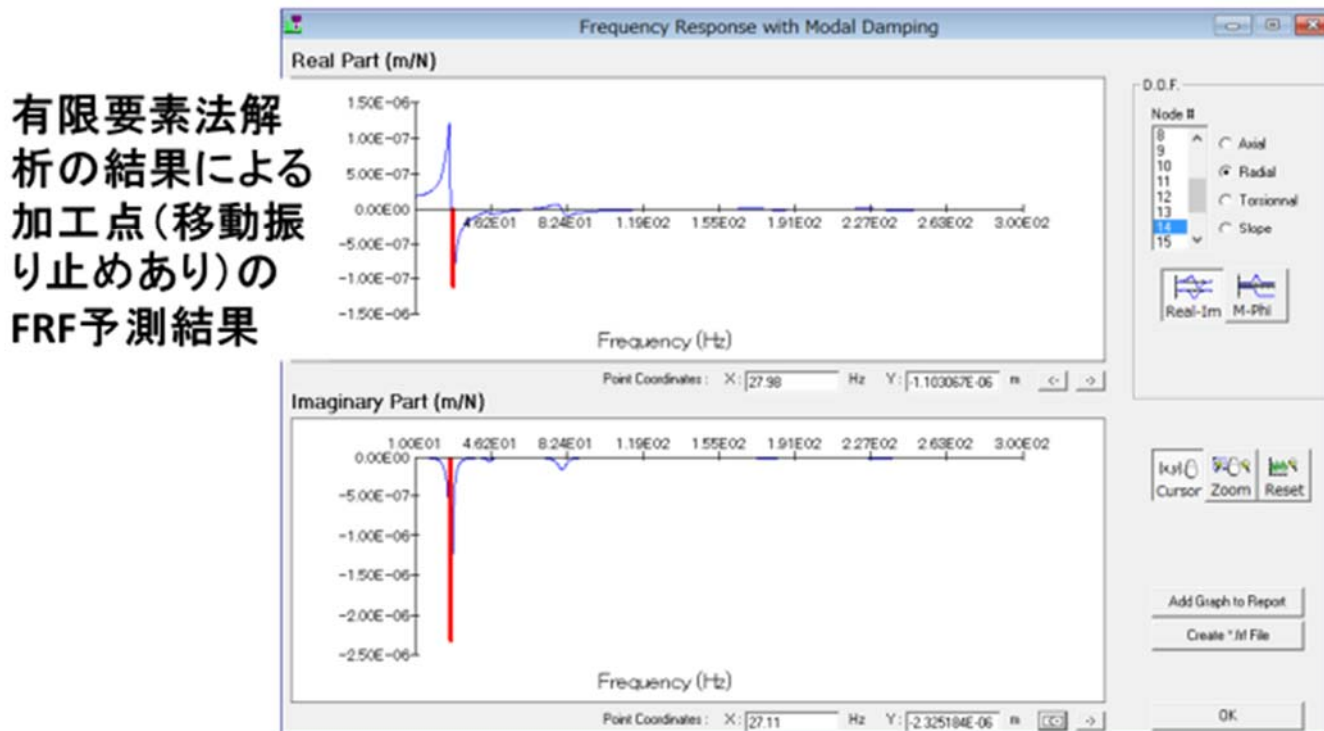 有限要素法解
析の結果による
加工点(移動振
り止めあり)の
FRF予測結果
Frequency Response with Modal Damping
Real Part (m/N)
1.50E-06
1.00E-07
5.00E-07
0.00E00
-5.00E-07
-1.00E-07
-1.50E-06
4.62E01 8.24E01 1.19E02 1.55E02 1.91E02 2.27E02 2.63E02 3.00E02
Frequency (Hz)
Point Coordinates : X: 27.98 Hz Y: -1.103067E-06 m <- ->
Imaginary Part (m/N)
1.00E01 4.62E01 8.24E01 1.19E02 1.55E02 1.91E02 2.27E02 2.63E02 3.00E02
0.00E00
-5.00E-07
-1.00E-06
-1.50E-06
-2.00E-06
-2.50E-06
Frequency (Hz)
Point Coordinates : X: 27.11 Hz Y: -2.325184E-06 m <- ->
D.O.F.
Node #
8
9
10
11
12
13
14
15
Axial
Radial
Torsionnal
Slope
Real-Im M-Phi
Cursor Zoom Reset
Add Graph to Report
OK